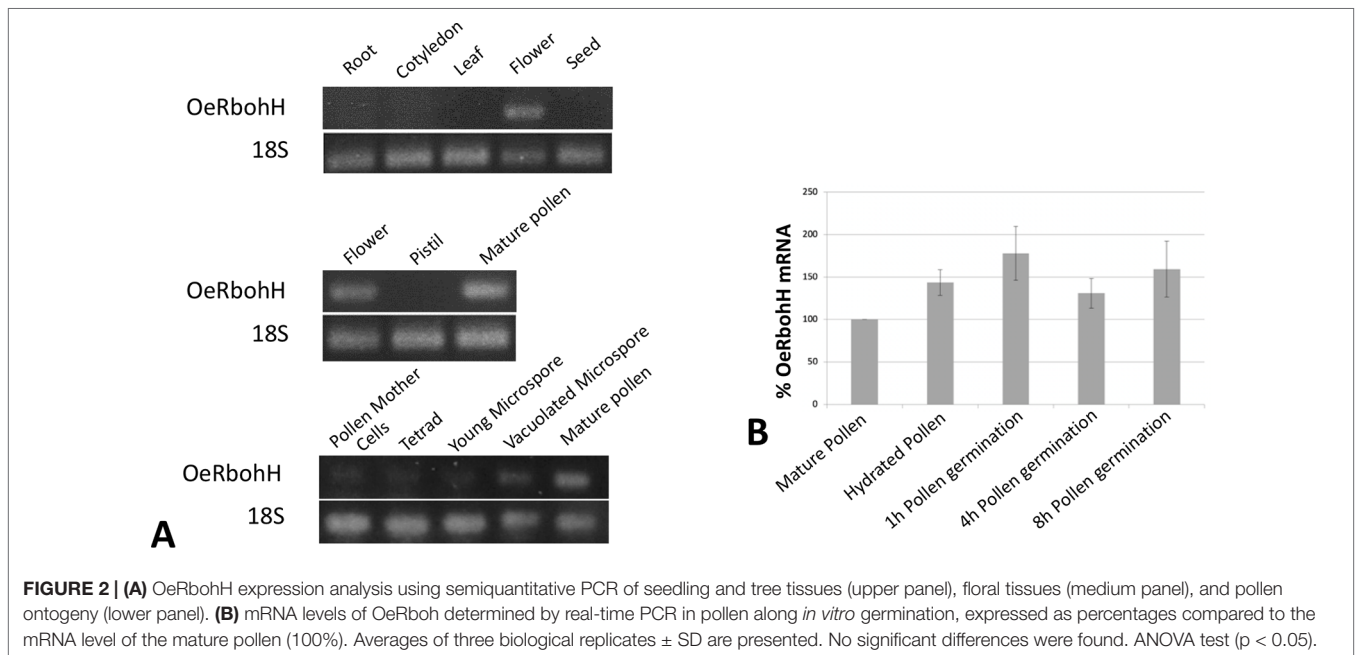 Root
Cotyledon
Leaf
Flower
Seed
OeRbohH
18S
Flower
Pistil
Mature pollen
OeRbohH
18S
Pollen Mother
Cells
Tetrad
Young Microspore
Vacuolated Microspore
Mature pollen
OeRbohH
18S
A
% OeRbohH mRNA
250
200
150
100
50
0
Mature Pollen
Hydrated Pollen
1h Pollen germination
4h Pollen germination
8h Pollen germination
B
FIGURE 2 | (A) OeRbohH expression analysis using semiquantitative PCR of seedling and tree tissues (upper panel), floral tissues (medium panel), and pollen
ontogeny (lower panel). (B) mRNA levels of OeRboh determined by real-time PCR in pollen along in vitro germination, expressed as percentages compared to the
mRNA level of the mature pollen (100%). Averages of three biological replicates ± SD are presented. No significant differences were found. ANOVA test (p < 0.05).